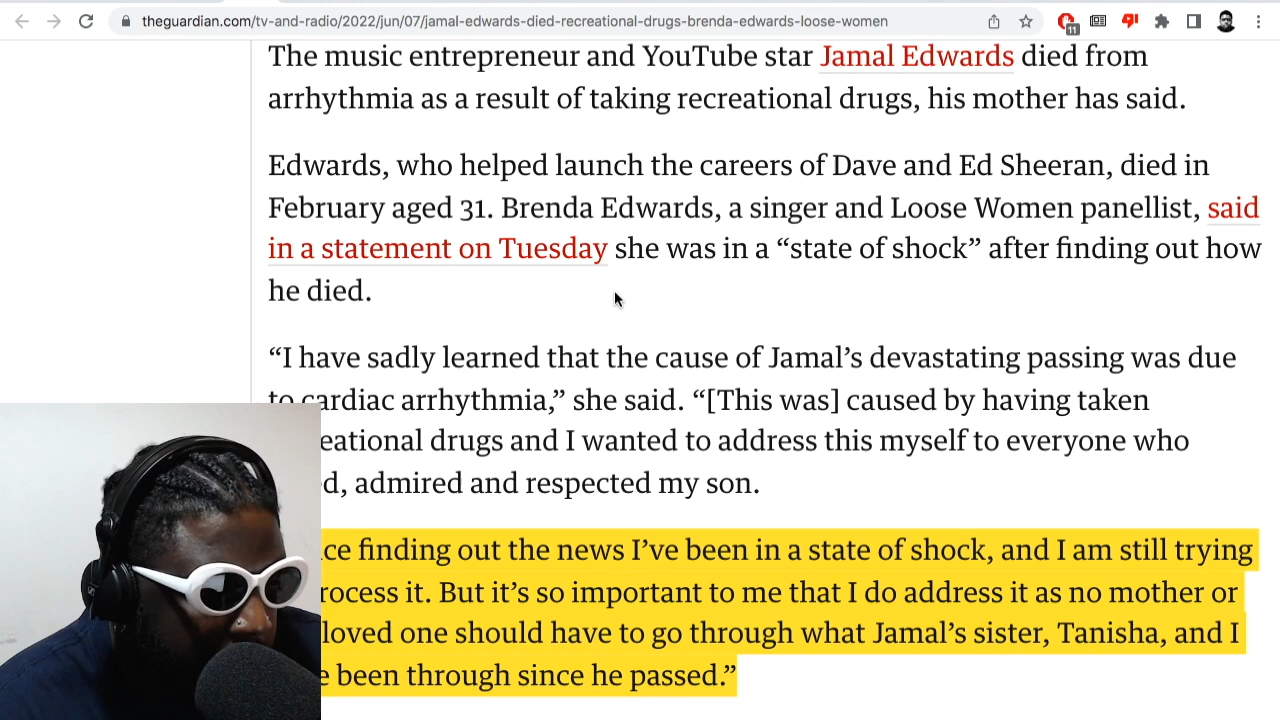 theguardian.com/tv-and-radio/2022/jun/07/jamal-edwards-died-recreational-drugs-brenda-edwards-loose-women
11
The music entrepreneur and YouTube star Jamal Edwards died from
arrhythmia as a result of taking recreational drugs, his mother has said.
Edwards, who helped launch the careers of Dave and Ed Sheeran, died in
February aged 31. Brenda Edwards, a singer and Loose Women panellist, said
in a statement on Tuesday she was in a “state of shock” after finding out how
he died.
“I have sadly learned that the cause of Jamal’s devastating passing was due
to cardiac arrhythmia,” she said. “[This was] caused by having taken
eational drugs and I wanted to address this myself to everyone who
d, admired and respected my son.
ce finding out the news I’ve been in a state of shock, and I am still trying
rocess it. But it’s so important to me that I do address it as no mother or
loved one should have to go through what Jamal’s sister, Tanisha, and I
e been through since he passed.”